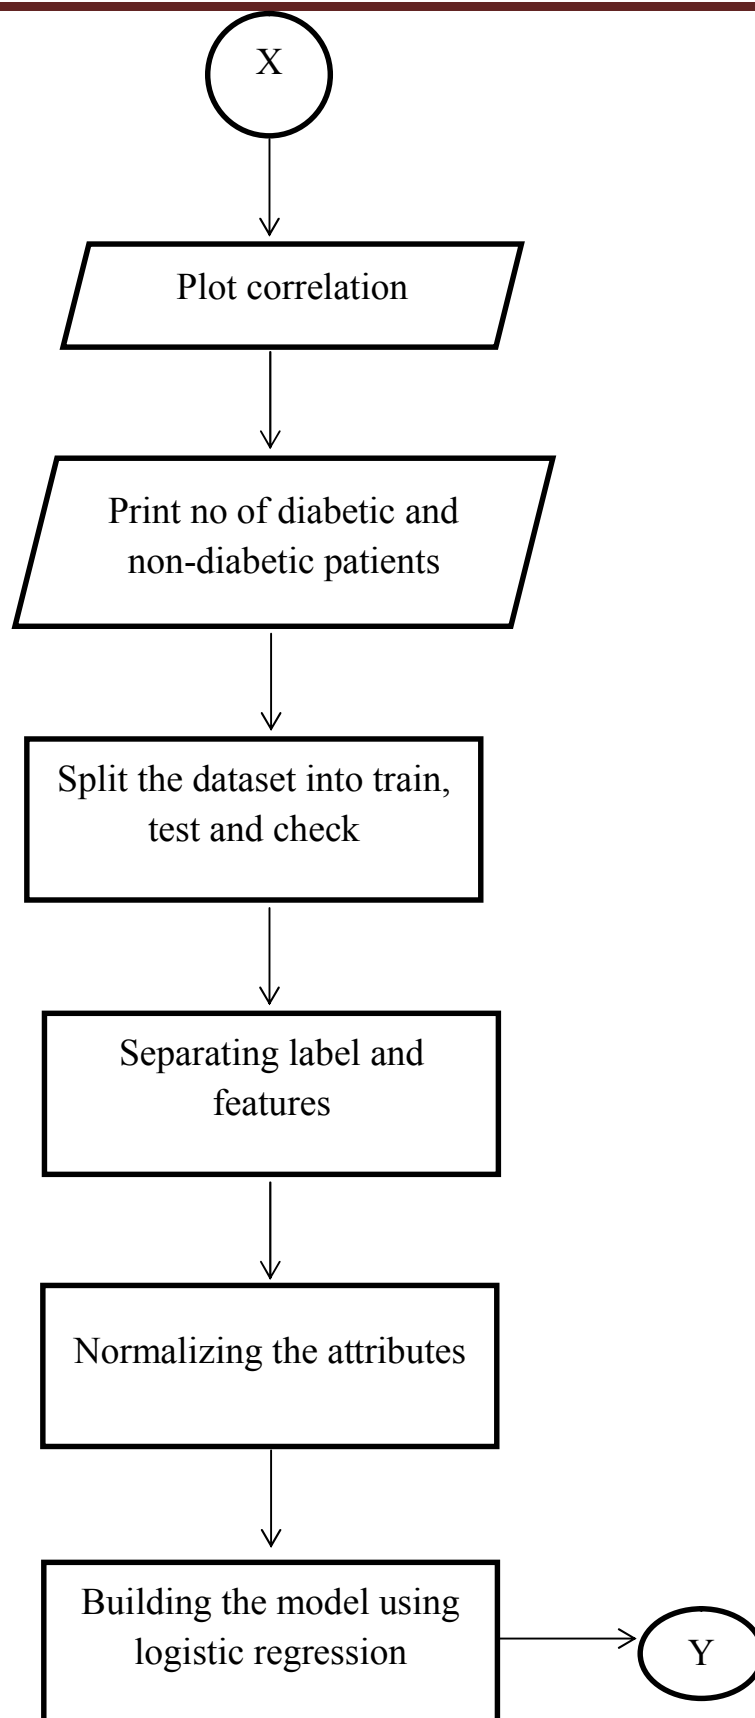 X
Plot correlation
Print no of diabetic and
non-diabetic patients
Split the dataset into train,
test and check
Separating label and
features
Normalizing the attributes
Building the model using
logistic regression
Y